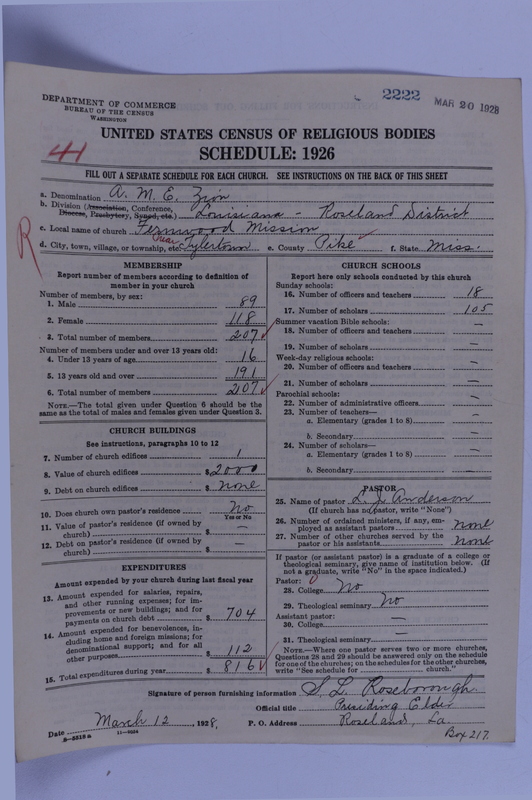 2222
MAR 20 1928
DEPARTMENT OF COMMERCE
BUREAU OF THE CENSUS
WASHINGTON
41
UNITED STATES CENSUS OF RELIGIOUS BODIES
SCHEDULE: 1926
FILL OUT A SEPARATE SCHEDULE FOR EACH CHURCH. SEE INSTRUCTIONS ON THE BACK OF THIS SHEET
R
a. Denomination A. M. E. Zion
b. Division (Association, Conference, Diocese, Presbytery, Synod, etc.) Louisiana - Roseland District
c. Local name of church Fernwood Mission
d. City, town, village, or township, etc. near Tylertown e. County Pike f. State Miss.
MEMBERSHIP
Report number of members according to definition of member in your church
Number of members, by sex:
1. Male 89
2. Female 118
3. Total number of members 207
Number of members under and over 13 years old:
4. Under 13 years of age 16
5. 13 years old and over 191
6. Total number of members 207
NOTE.—The total given under Question 6 should be the same as the total of males and females given under Question 3.
CHURCH BUILDINGS
See instructions, paragraphs 10 to 12
7. Number of church edifices 1
8. Value of church edifices $2000
9. Debt on church edifices $ none
10. Does church own pastor's residence No
Yes or No
11. Value of pastor's residence (if owned by church) $ —
12. Debt on pastor's residence (if owned by church) $ —
EXPENDITURES
Amount expended by your church during last fiscal year
13. Amount expended for salaries, repairs, and other running expenses; for improvements or new buildings; and for payments on church debt $ 704
14. Amount expended for benevolences, including home and foreign missions; for denominational support; and for all other purposes $ 112
15. Total expenditures during year $ 816
CHURCH SCHOOLS
Report here only schools conducted by this church
Sunday schools:
16. Number of officers and teachers 18
17. Number of scholars 105
Summer vacation Bible schools:
18. Number of officers and teachers —
19. Number of scholars —
Week-day religious schools:
20. Number of officers and teachers —
21. Number of scholars —
Parochial schools:
22. Number of administrative officers —
23. Number of teachers—
a. Elementary (grades 1 to 8) —
b. Secondary —
24. Number of scholars—
a. Elementary (grades 1 to 8) —
b. Secondary —
PASTOR
25. Name of pastor L. J. Anderson
(If church has no pastor, write "None")
26. Number of ordained ministers, if any, employed as assistant pastors none
27. Number of other churches served by the pastor or his assistants none
If pastor (or assistant pastor) is a graduate of a college or theological seminary, give name of institution below. (If not a graduate, write "No" in the space indicated.)
Pastor:
28. College No
29. Theological seminary No
Assistant pastor:
30. College —
31. Theological seminary —
NOTE.—Where one pastor serves two or more churches, Questions 28 and 29 should be answered only on the schedule for one of the churches; on the schedules for the other churches, write "See schedule for ........ church."
Signature of person furnishing information S. L. Roseborough
Official title Presiding Elder
Date March 12, 1928. P. O. Address Roseland, La.
Box 217.